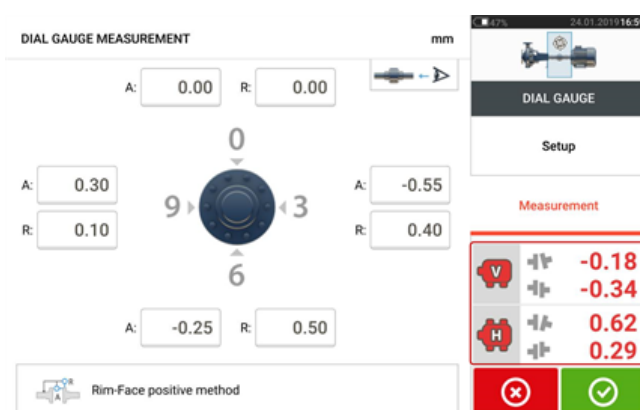 DIAL GAUGE MEASUREMENT mm
A: 0.00 R: 0.00
0
A: 0.30 A: -0.55
9 3
R: 0.10 R: 0.40
6
A: -0.25 R: 0.50
A R
Rim-Face positive method
47% 24.01.2019 16:59
DIAL GAUGE
Setup
Measurement
V -0.18
-0.34
H 0.62
0.29